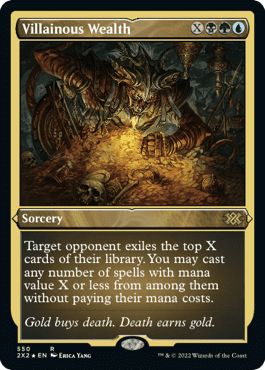 Villainous Wealth X
Sorcery
Target opponent exiles the top X
cards of their library. You may cast
any number of spells with mana
value X or less from among them
without paying their mana costs.
Gold buys death. Death earns gold.
550 R
2X2 ★ EN Erica Yang
™ & © 2022 Wizards of the Coast